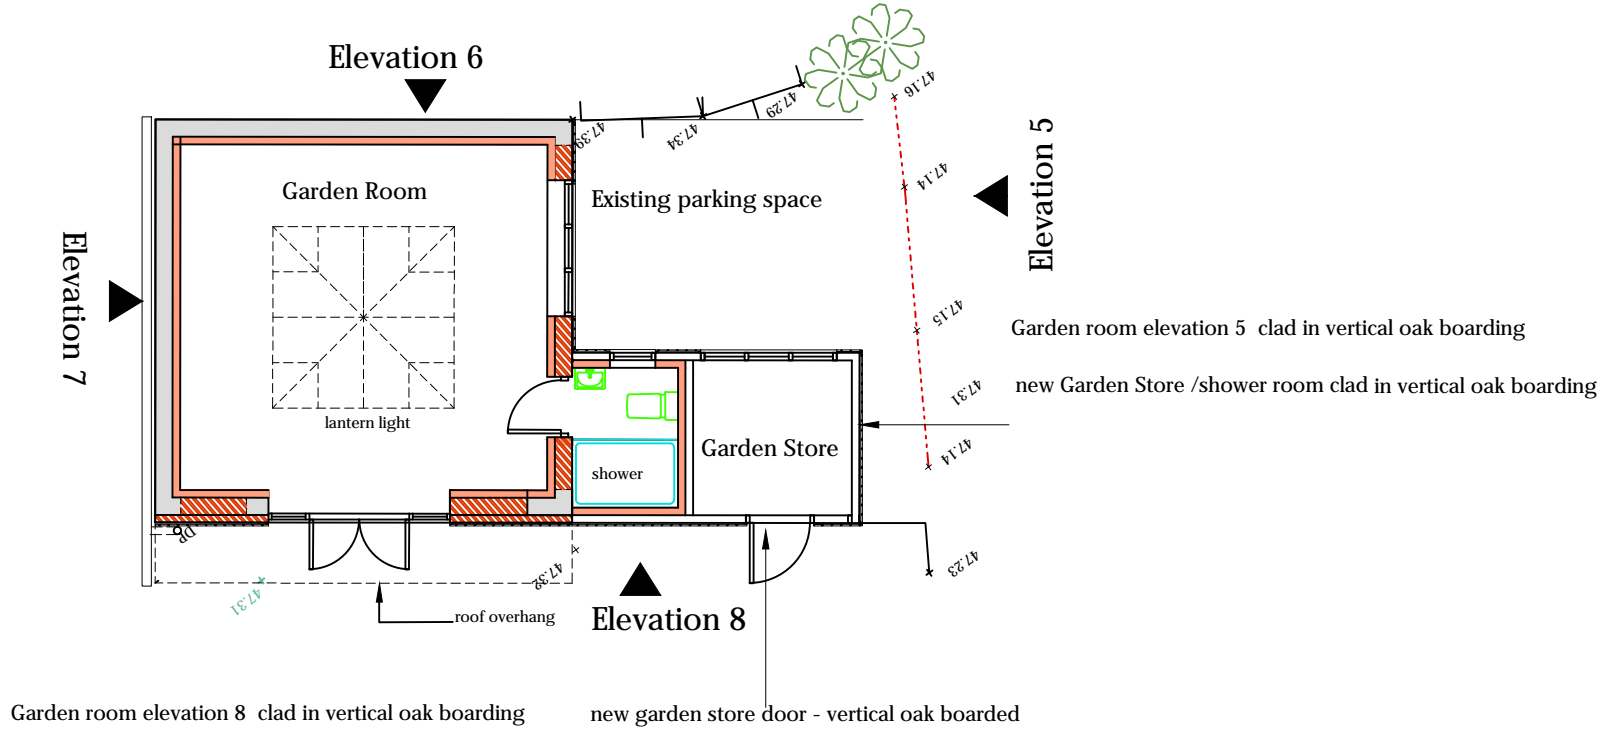 Elevation 6
47.16
47.29
47.39
47.34
Elevation 5
47.14
Garden Room
Existing parking space
Elevation 7
47.15
Garden room elevation 5 clad in vertical oak boarding
new Garden Store /shower room clad in vertical oak boarding
47.31
lantern light
Garden Store
47.14
shower
DP
47.32
47.23
47.31
roof overhang
Elevation 8
Garden room elevation 8 clad in vertical oak boarding
new garden store door - vertical oak boarded